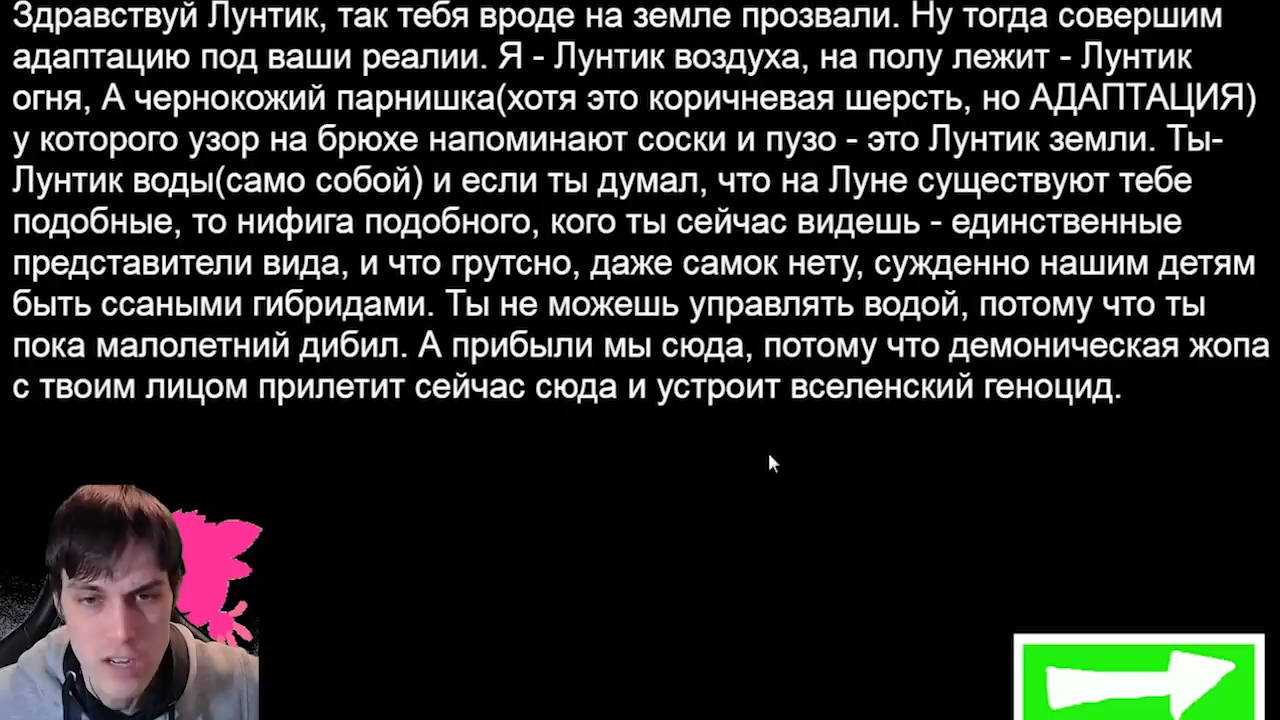 Здравствуй Лунтик, так тебя вроде на земле прозвали. Ну тогда совершим
адаптацию под ваши реалии. Я - Лунтик воздуха, на полу лежит - Лунтик
огня, А чернокожий парнишка(хотя это коричневая шерсть, но АДАПТАЦИЯ)
у которого узор на брюхе напоминают соски и пузо - это Лунтик земли. Ты-
Лунтик воды(само собой) и если ты думал, что на Луне существуют тебе
подобные, то нифига подобного, кого ты сейчас видешь - единственные
представители вида, и что грутсно, даже самок нету, сужденно нашим детям
быть ссаными гибридами. Ты не можешь управлять водой, потому что ты
пока малолетний дибил. А прибыли мы сюда, потому что демоническая жопа
с твоим лицом прилетит сейчас сюда и устроит вселенский геноцид.